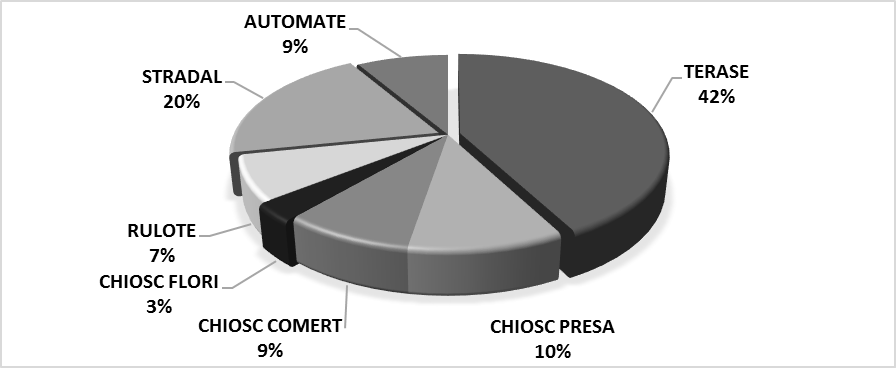 AUTOMATE
9%
TERASE
42%
STRADAL
20%
RULOTE
7%
CHIOSC FLORI
3%
CHIOSC COMERT
9%
CHIOSC PRESA
10%